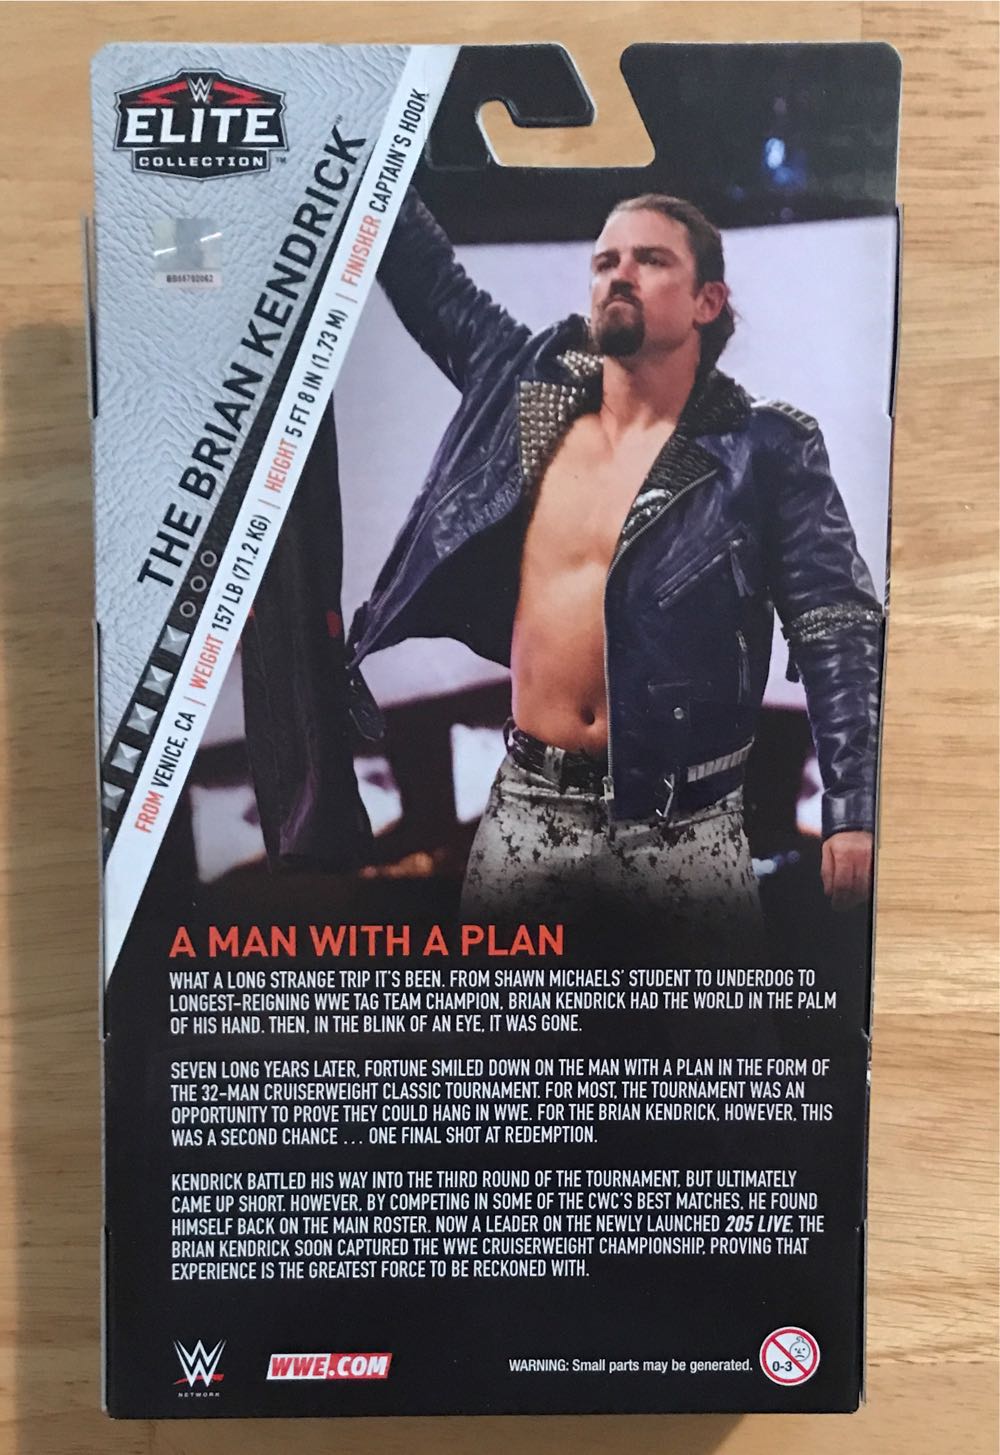 W
ELITE
COLLECTION™
THE BRIAN KENDRICK™
FROM VENICE, CA | WEIGHT 157 LB (71.2 KG) | HEIGHT 5 FT 8 IN (1.73 M) | FINISHER CAPTAIN'S HOOK
A MAN WITH A PLAN
WHAT A LONG STRANGE TRIP IT'S BEEN. FROM SHAWN MICHAELS' STUDENT TO UNDERDOG TO
LONGEST-REIGNING WWE TAG TEAM CHAMPION, BRIAN KENDRICK HAD THE WORLD IN THE PALM
OF HIS HAND. THEN, IN THE BLINK OF AN EYE, IT WAS GONE.
SEVEN LONG YEARS LATER, FORTUNE SMILED DOWN ON THE MAN WITH A PLAN IN THE FORM OF
THE 32-MAN CRUISERWEIGHT CLASSIC TOURNAMENT. FOR MOST, THE TOURNAMENT WAS AN
OPPORTUNITY TO PROVE THEY COULD HANG IN WWE. FOR THE BRIAN KENDRICK, HOWEVER, THIS
WAS A SECOND CHANCE ... ONE FINAL SHOT AT REDEMPTION.
KENDRICK BATTLED HIS WAY INTO THE THIRD ROUND OF THE TOURNAMENT, BUT ULTIMATELY
CAME UP SHORT. HOWEVER, BY COMPETING IN SOME OF THE CWC'S BEST MATCHES, HE FOUND
HIMSELF BACK ON THE MAIN ROSTER. NOW A LEADER ON THE NEWLY LAUNCHED 205 LIVE, THE
BRIAN KENDRICK SOON CAPTURED THE WWE CRUISERWEIGHT CHAMPIONSHIP, PROVING THAT
EXPERIENCE IS THE GREATEST FORCE TO BE RECKONED WITH.
W
NETWORK
WWE.COM
WARNING: Small parts may be generated.
0-3